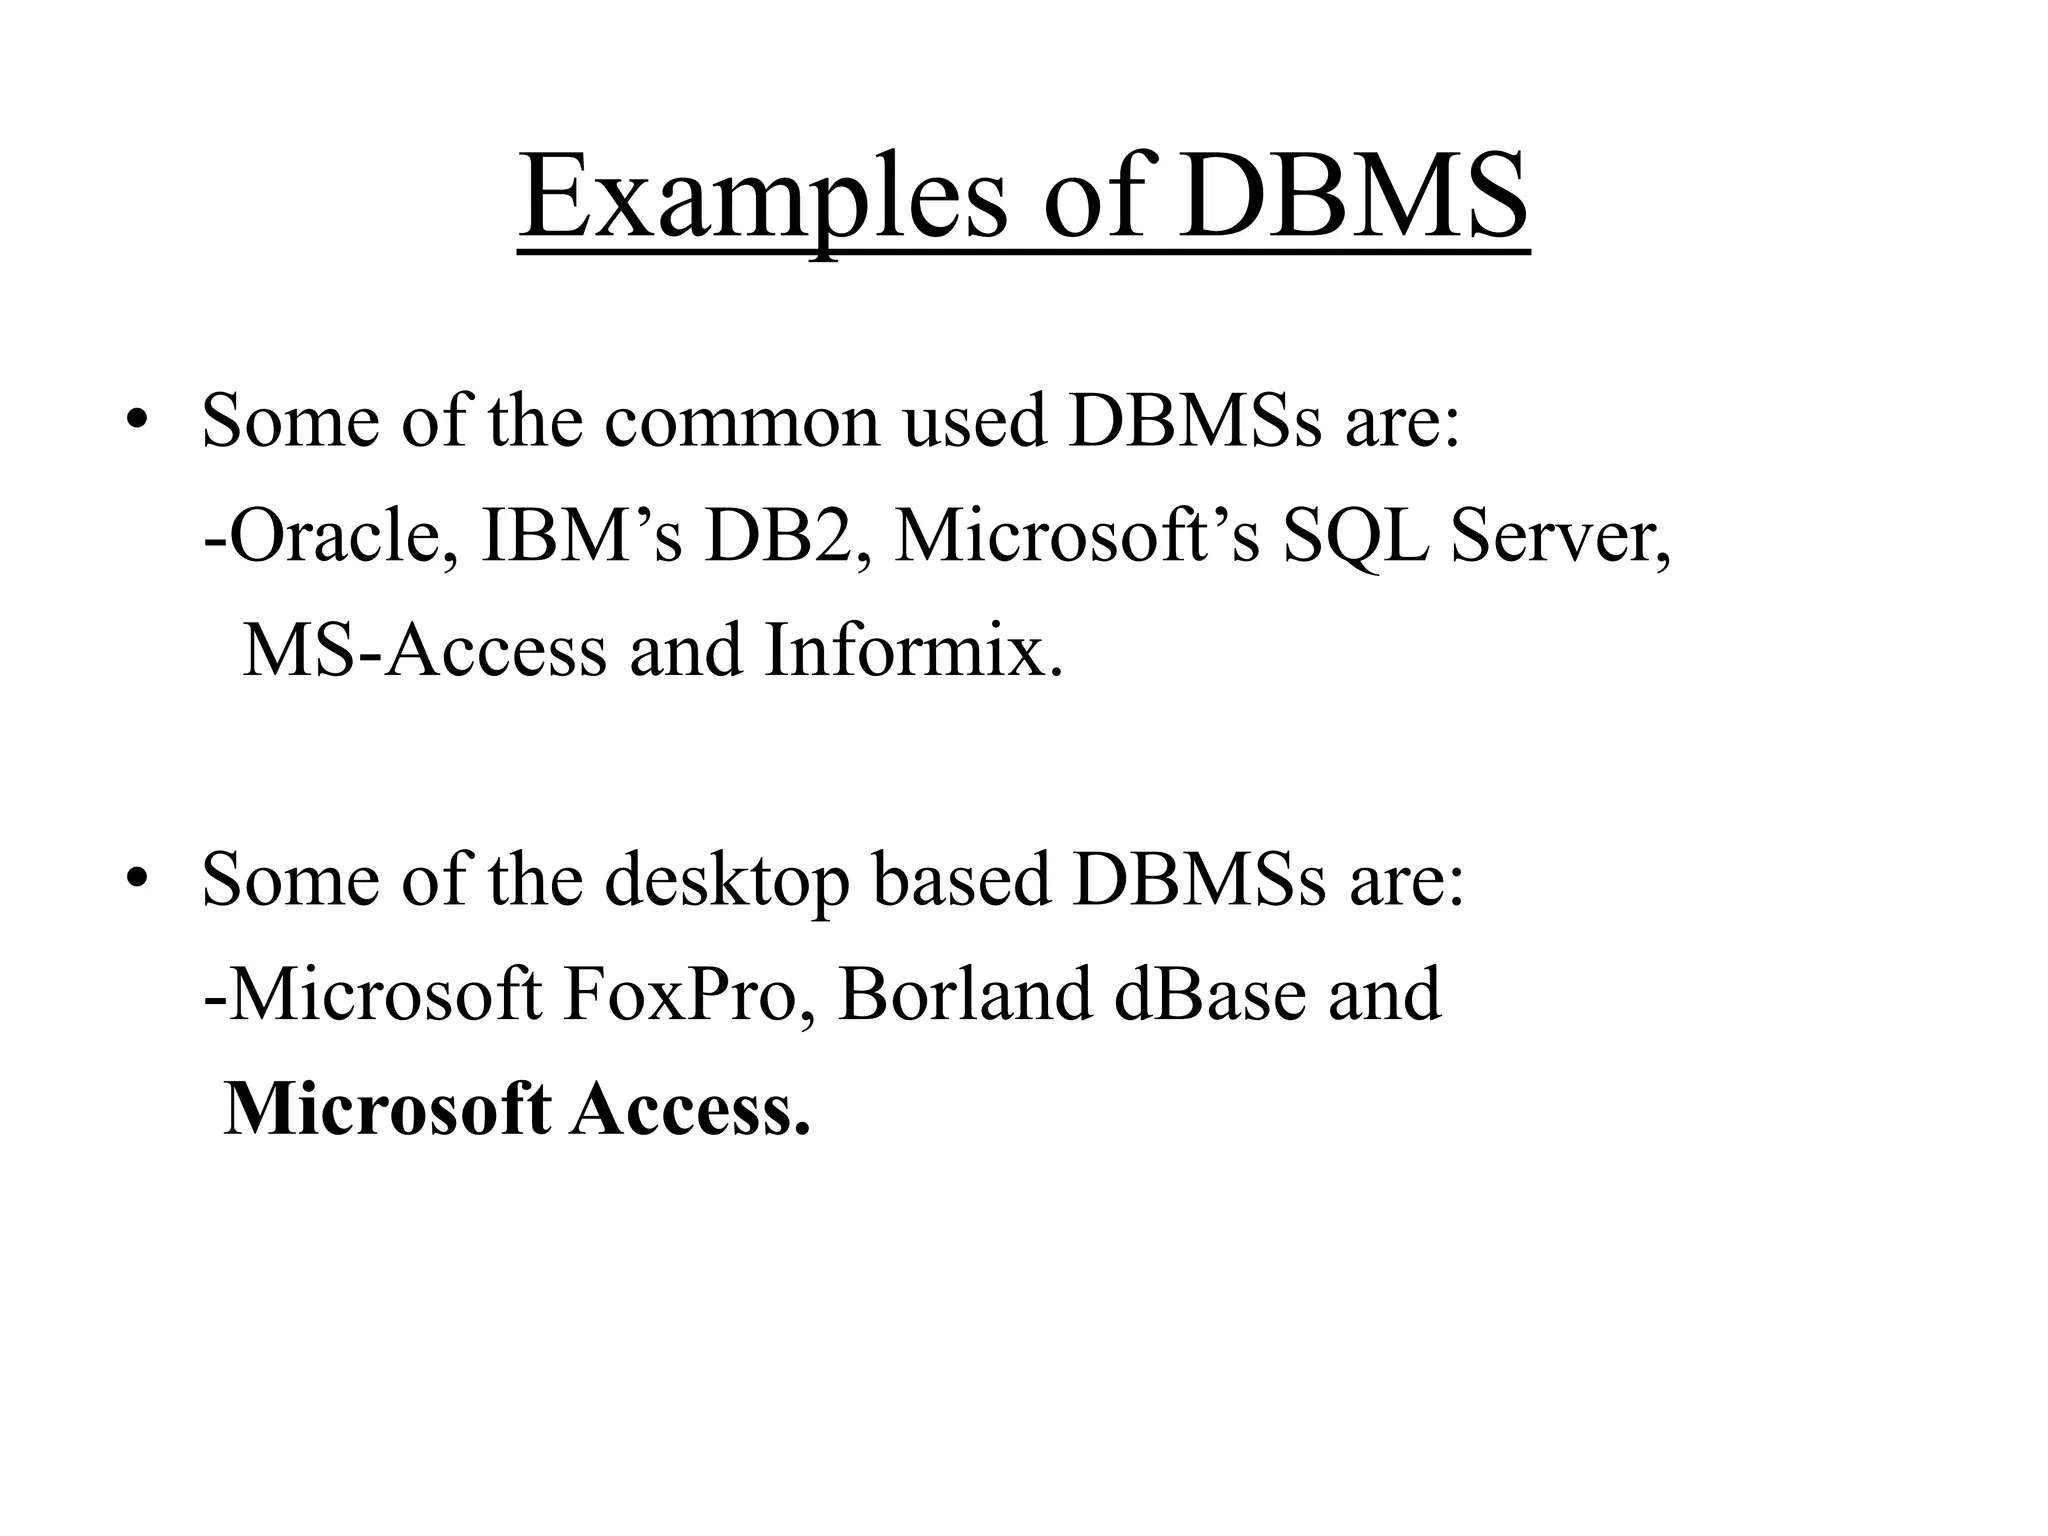 Examples of DBMS
• Some of the common used DBMSs are:
-Oracle, IBM’s DB2, Microsoft’s SQL Server,
MS-Access and Informix.
• Some of the desktop based DBMSs are:
-Microsoft FoxPro, Borland dBase and
Microsoft Access.